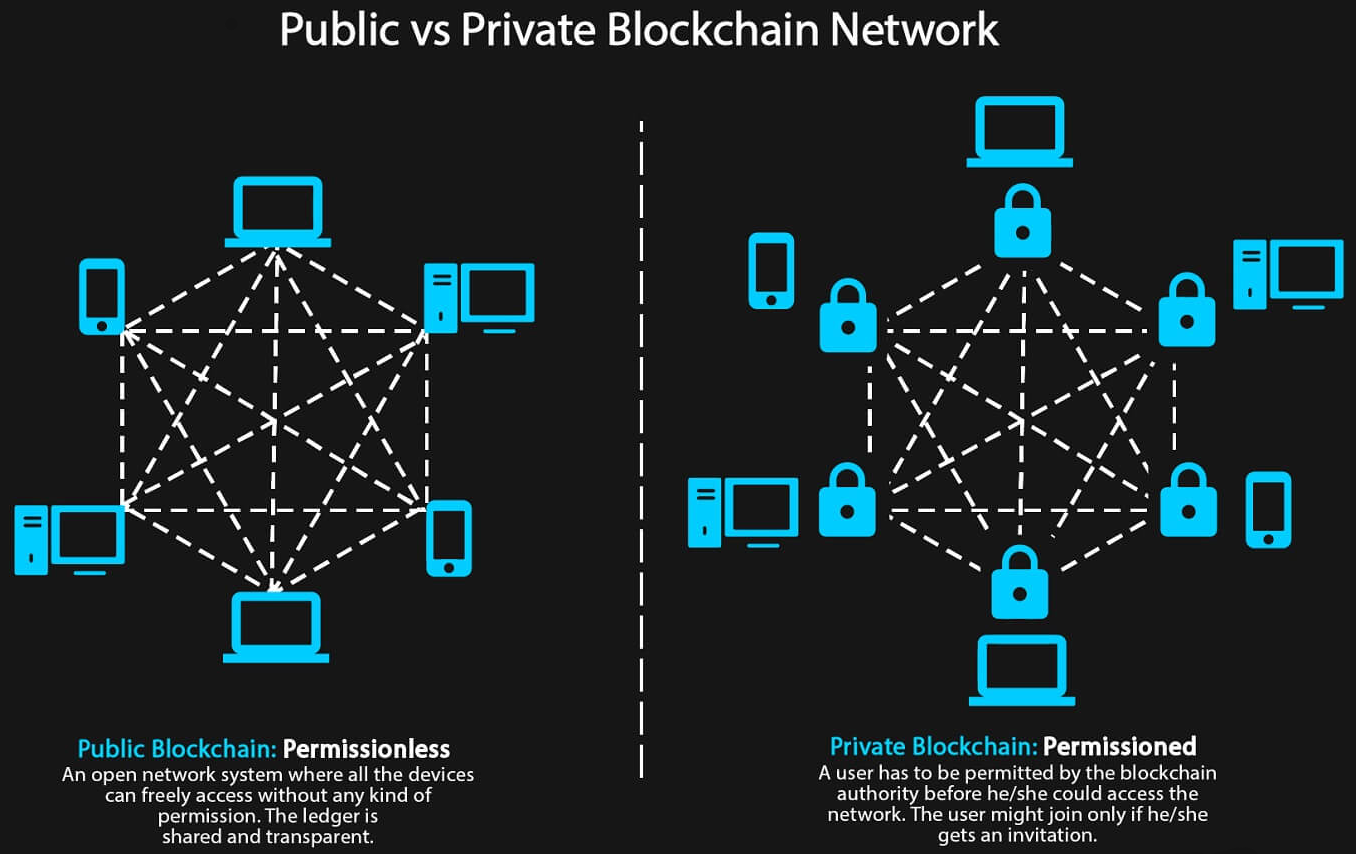 Public vs Private Blockchain Network
Public Blockchain: Permissionless
An open network system where all the devices
can freely access without any kind of
permission. The ledger is
shared and transparent.
Private Blockchain: Permissioned
A user has to be permitted by the blockchain
authority before he/she could access the
network. The user might join only if he/she
gets an invitation.